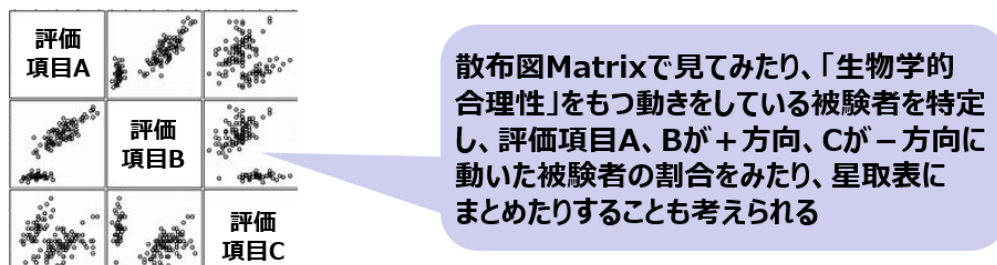 評価
項目A
評価
項目B
評価
項目C
散布図Matrixで見てみたり、「生物学的
合理性」をもつ動きをしている被験者を特定
し、評価項目A、Bが＋方向、Cが－方向に
動いた被験者の割合をみたり、星取表に
まとめたりすることも考えられる